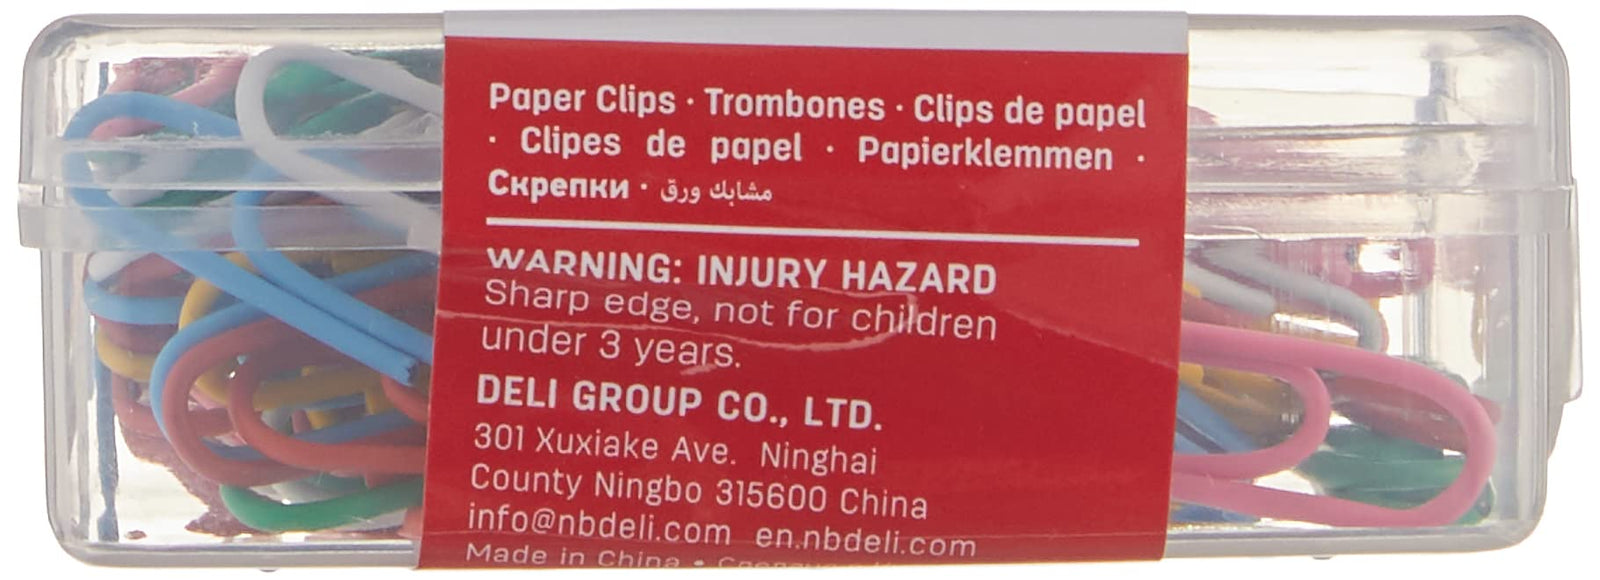 Paper Clips · Trombones · Clips de papel
· Clipes de papel · Papierklemmen ·
Скрепки · مشابك ورق
WARNING: INJURY HAZARD
Sharp edge, not for children
under 3 years.
DELI GROUP CO., LTD.
301 Xuxiake Ave. Ninghai
County Ningbo 315600 China
info@nbdeli.com en.nbdeli.com
Made in China •